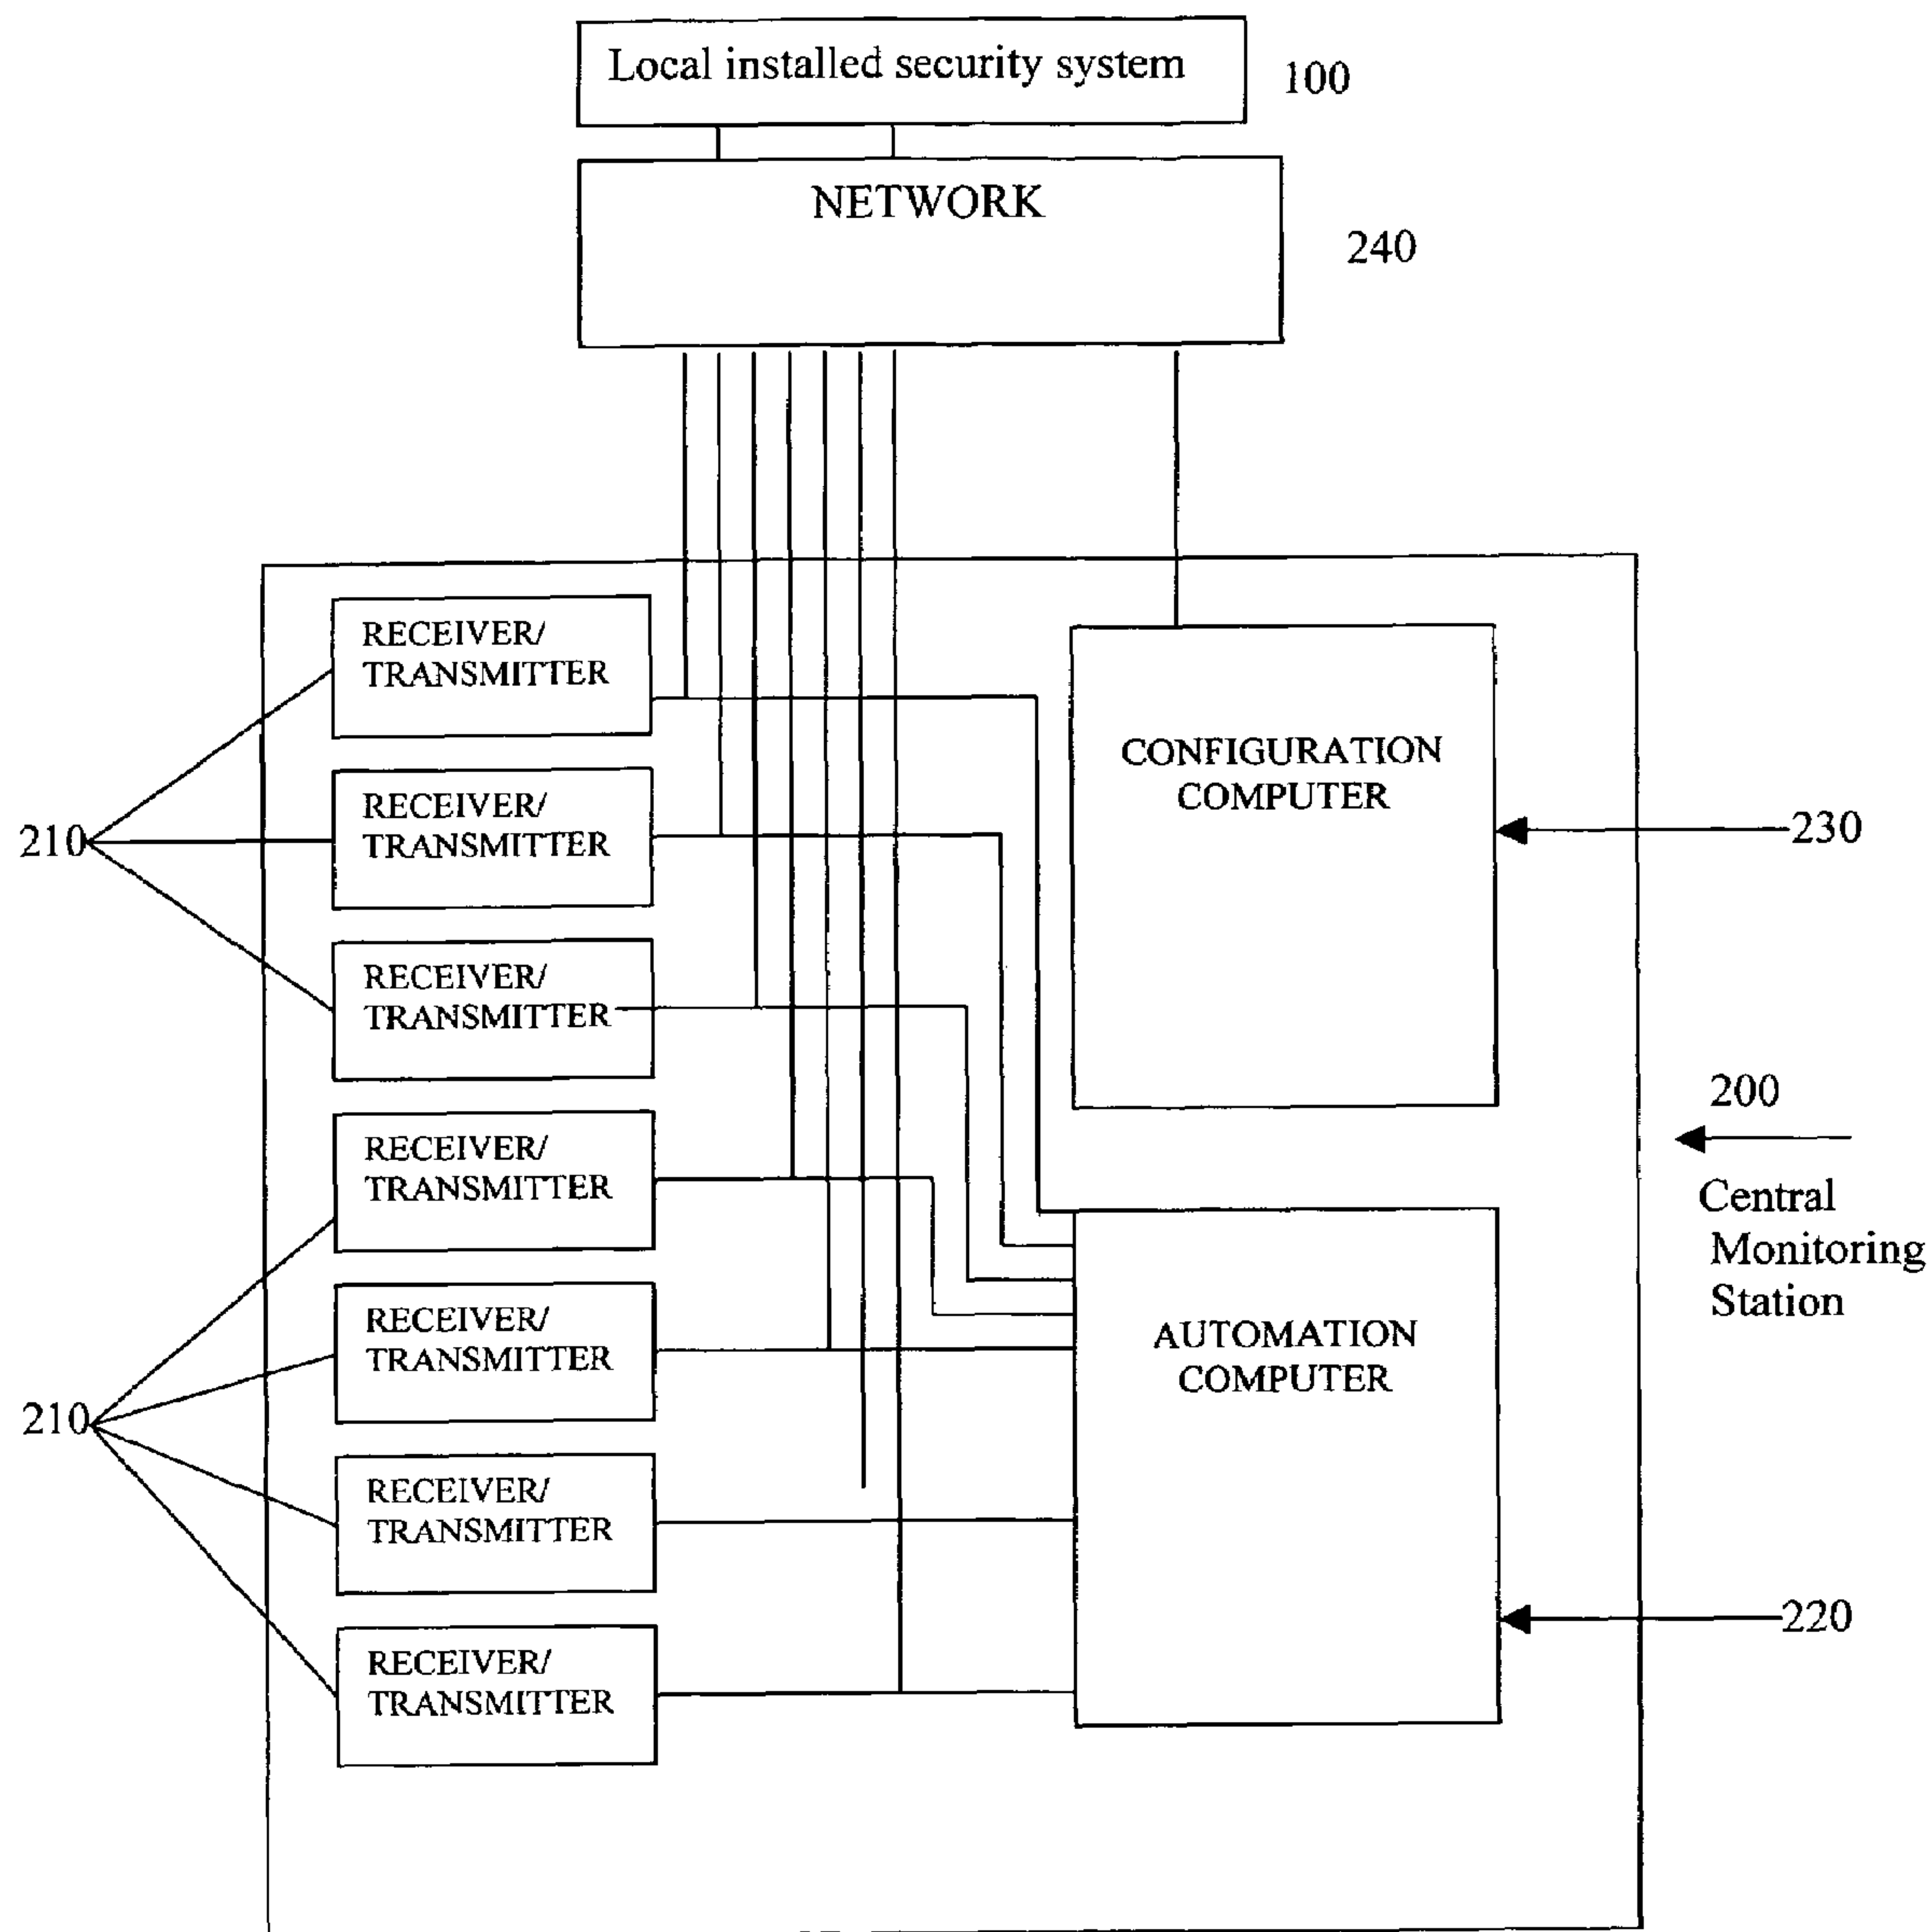 Local installed security system
100
NETWORK
240
RECEIVER/
TRANSMITTER
RECEIVER/
TRANSMITTER
RECEIVER/
TRANSMITTER
RECEIVER/
TRANSMITTER
RECEIVER/
TRANSMITTER
RECEIVER/
TRANSMITTER
RECEIVER/
TRANSMITTER
210
210
CONFIGURATION
COMPUTER
230
200
Central
Monitoring
Station
AUTOMATION
COMPUTER
220